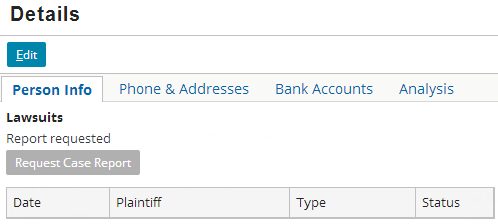 Details
Edit
Person Info Phone & Addresses Bank Accounts Analysis
Lawsuits
Report requested
Request Case Report
Date Plaintiff Type Status